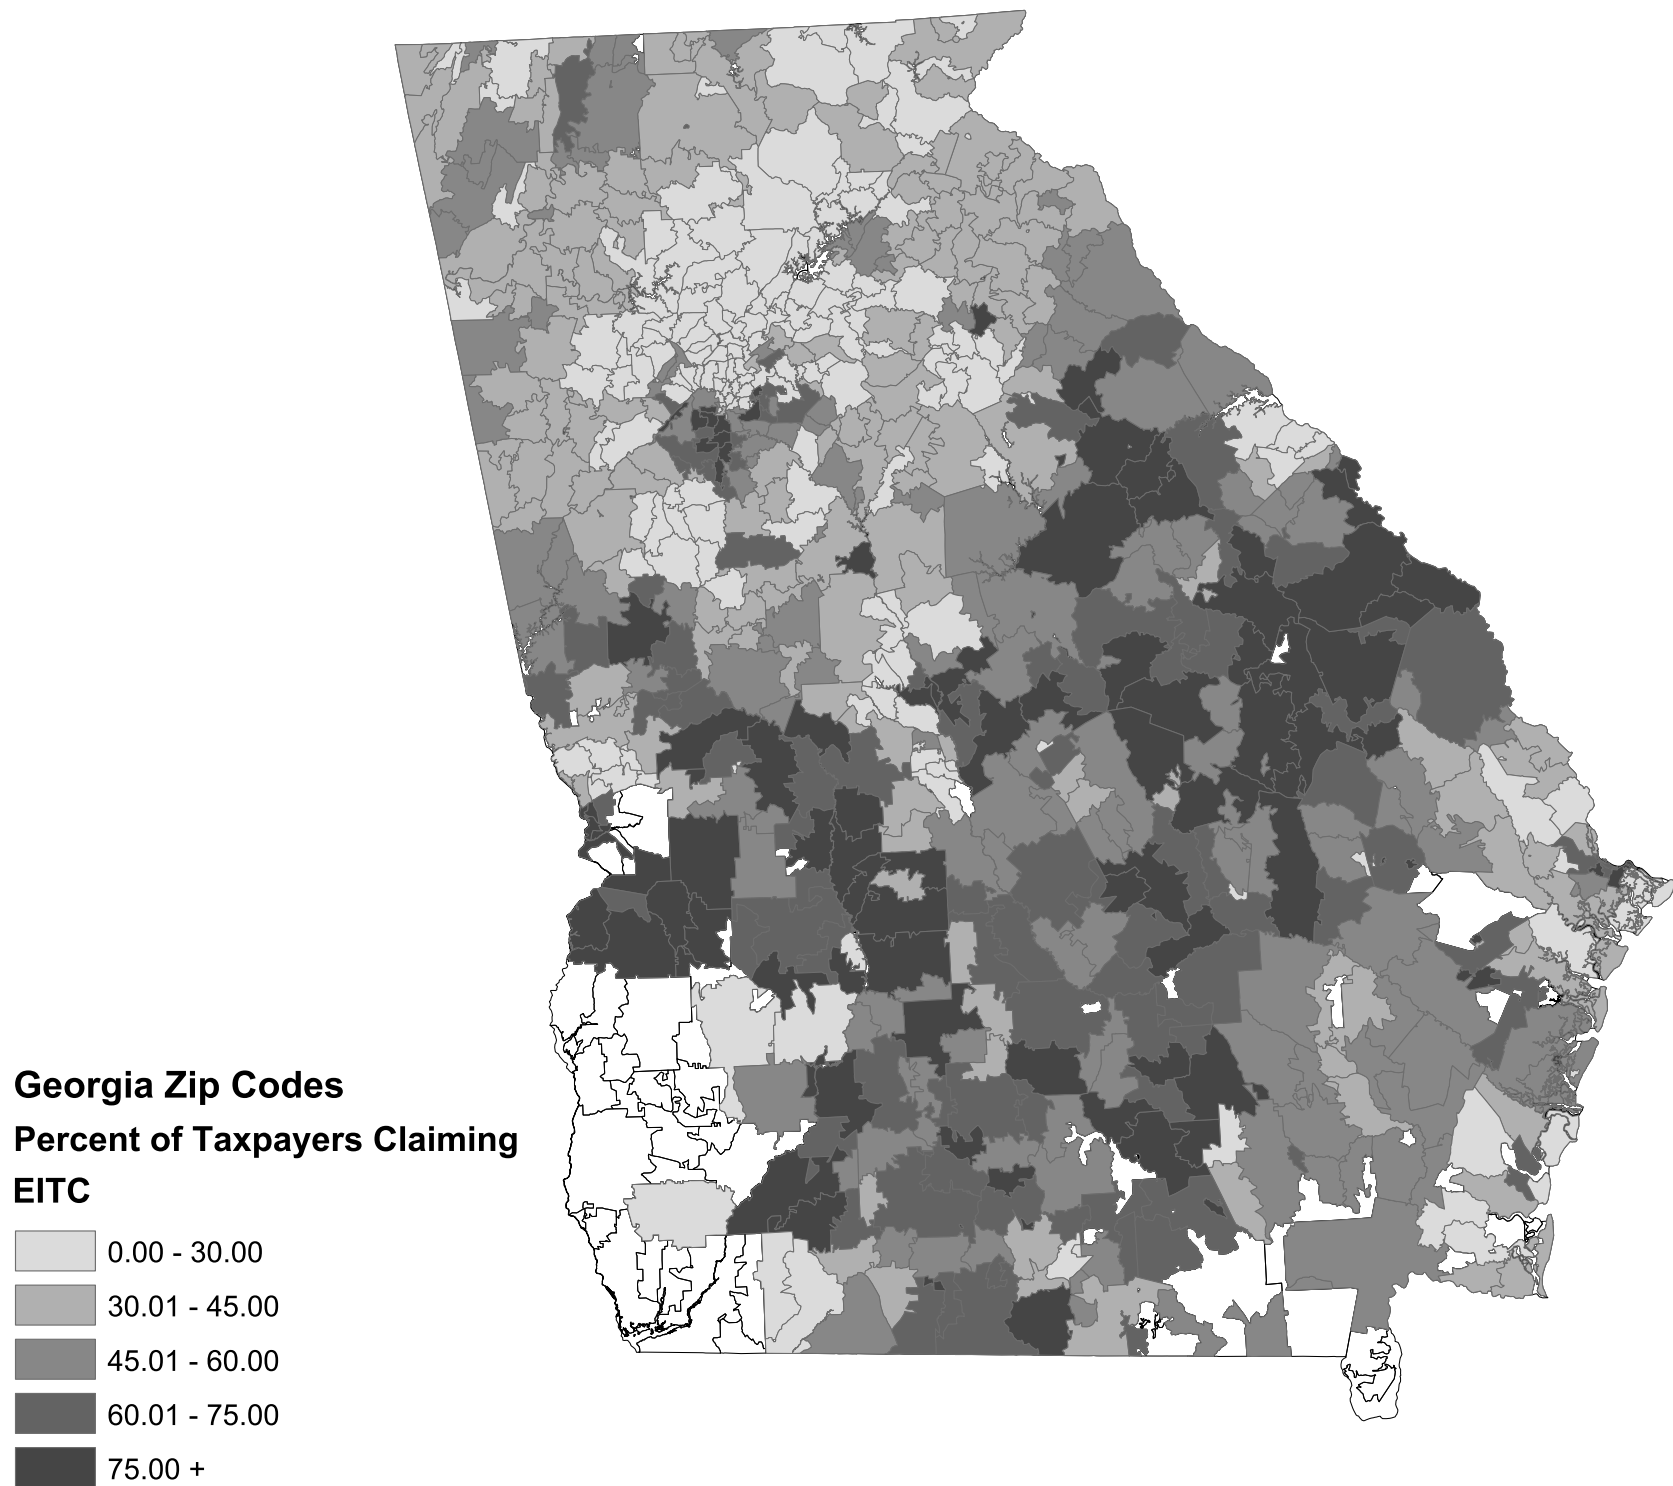 Georgia Zip Codes
Percent of Taxpayers Claiming
EITC
0.00 - 30.00
30.01 - 45.00
45.01 - 60.00
60.01 - 75.00
75.00 +